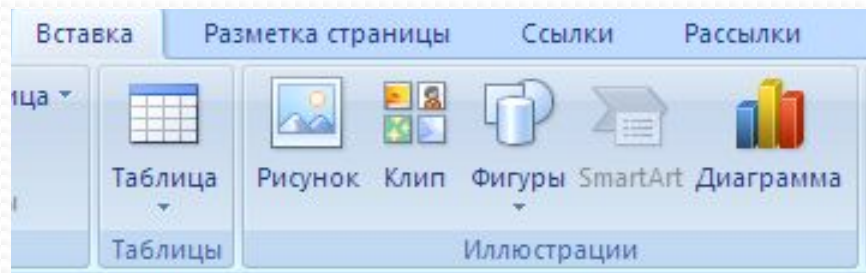 Вставка Разметка страницы Ссылки Рассылки
Таблица Рисунок Клип Фигуры SmartArt Диаграмма
Таблицы Иллюстрации